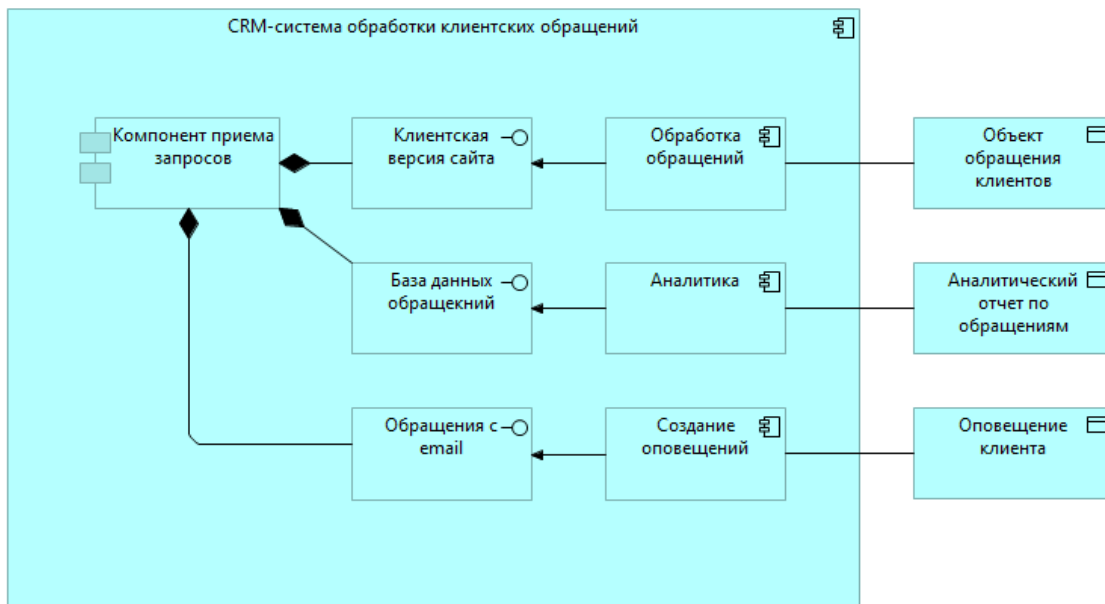 CRM-система обработки клиентских обращений
Компонент приема
запросов
Клиентская
версия сайта
Обработка
обращений
Объект
обращения
клиентов
База данных
обращекний
Аналитика
Аналитический
отчет по
обращениям
Обращения с
email
Создание
оповещений
Оповещение
клиента